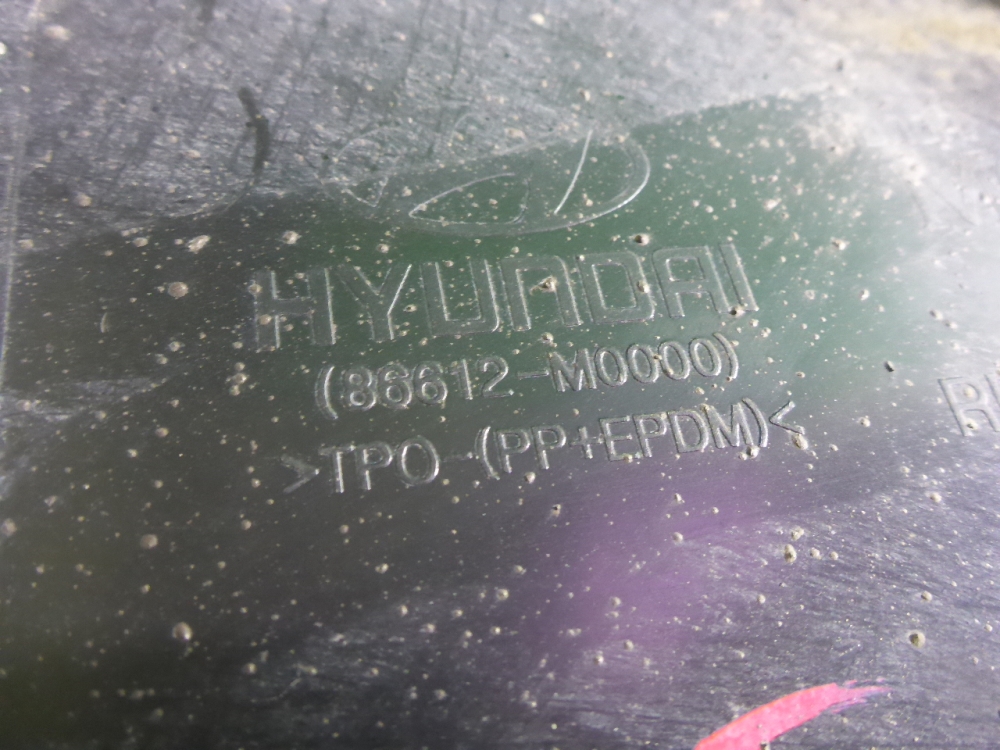 HYUNDAI
(86612-M0000)
>TPO-(PP+EPDM)<